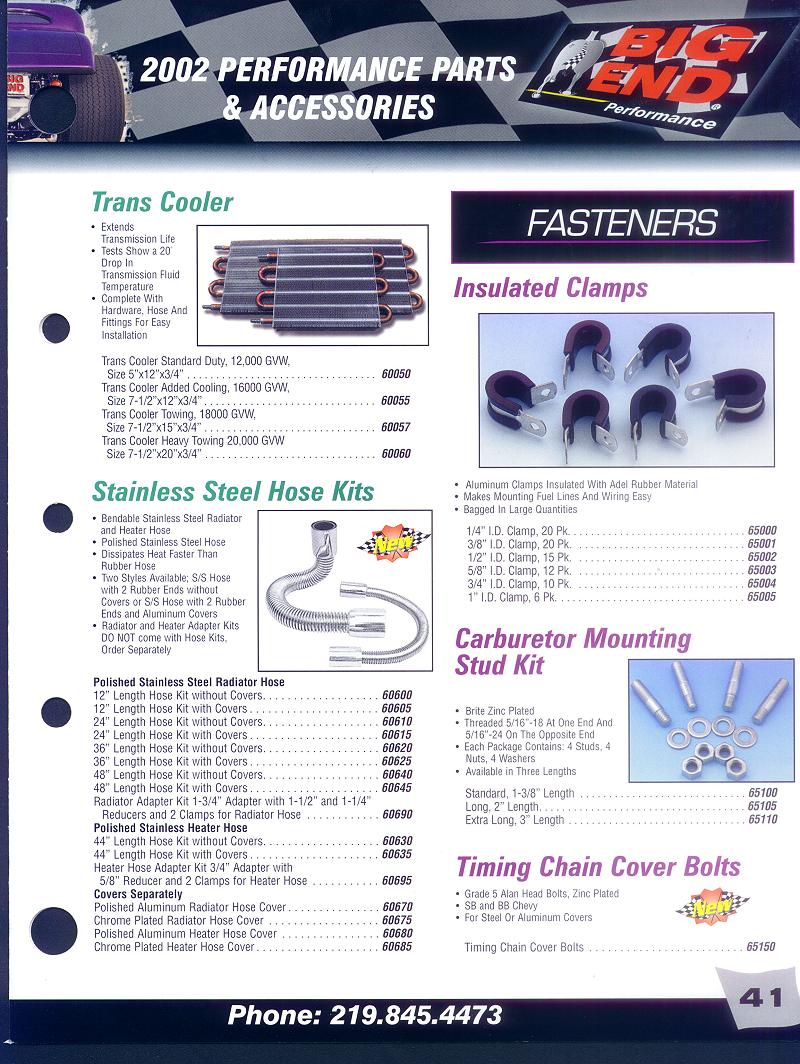 2002 PERFORMANCE PARTS
& ACCESSORIES
BIG
END®
Performance
BIG
END
Trans Cooler
• Extends
Transmission Life
• Tests Show a 20°
Drop In
Transmission Fluid
Temperature
• Complete With
Hardware, Hose And
Fittings For Easy
Installation
Trans Cooler Standard Duty, 12,000 GVW,
Size 5"x12"x3/4" . . . . . . . . . . . . . . . . . . . . . . . . . . . . . . . 60050
Trans Cooler Added Cooling, 16000 GVW,
Size 7-1/2"x12"x3/4". . . . . . . . . . . . . . . . . . . . . . . . . . . . 60055
Trans Cooler Towing, 18000 GVW,
Size 7-1/2"x15"x3/4" . . . . . . . . . . . . . . . . . . . . . . . . . . . . 60057
Trans Cooler Heavy Towing 20,000 GVW
Size 7-1/2"x20"x3/4" . . . . . . . . . . . . . . . . . . . . . . . . . . . . 60060
Stainless Steel Hose Kits
• Bendable Stainless Steel Radiator
and Heater Hose
• Polished Stainless Steel Hose
• Dissipates Heat Faster Than
Rubber Hose
• Two Styles Available; S/S Hose
with 2 Rubber Ends without
Covers or S/S Hose with 2 Rubber
Ends and Aluminum Covers
• Radiator and Heater Adapter Kits
DO NOT come with Hose Kits,
Order Separately
New
Polished Stainless Steel Radiator Hose
12" Length Hose Kit without Covers. . . . . . . . . . . . . . . . . . . 60600
12" Length Hose Kit with Covers . . . . . . . . . . . . . . . . . . . . . 60605
24" Length Hose Kit without Covers. . . . . . . . . . . . . . . . . . . 60610
24" Length Hose Kit with Covers . . . . . . . . . . . . . . . . . . . . . 60615
36" Length Hose Kit without Covers. . . . . . . . . . . . . . . . . . . 60620
36" Length Hose Kit with Covers . . . . . . . . . . . . . . . . . . . . . 60625
48" Length Hose Kit without Covers. . . . . . . . . . . . . . . . . . . 60640
48" Length Hose Kit with Covers . . . . . . . . . . . . . . . . . . . . . 60645
Radiator Adapter Kit 1-3/4" Adapter with 1-1/2" and 1-1/4"
Reducers and 2 Clamps for Radiator Hose . . . . . . . . . . . . 60690
Polished Stainless Heater Hose
44" Length Hose Kit without Covers. . . . . . . . . . . . . . . . . . . 60630
44" Length Hose Kit with Covers . . . . . . . . . . . . . . . . . . . . . 60635
Heater Hose Adapter Kit 3/4" Adapter with
5/8" Reducer and 2 Clamps for Heater Hose . . . . . . . . . . . 60695
Covers Separately
Polished Aluminum Radiator Hose Cover . . . . . . . . . . . . . . . 60670
Chrome Plated Radiator Hose Cover . . . . . . . . . . . . . . . . . . 60675
Polished Aluminum Heater Hose Cover . . . . . . . . . . . . . . . . 60680
Chrome Plated Heater Hose Cover . . . . . . . . . . . . . . . . . . . . 60685
FASTENERS
Insulated Clamps
• Aluminum Clamps Insulated With Adel Rubber Material
• Makes Mounting Fuel Lines And Wiring Easy
• Bagged In Large Quantities
1/4" I.D. Clamp, 20 Pk. . . . . . . . . . . . . . . . . . . . . . . . . . . . 65000
3/8" I.D. Clamp, 20 Pk. . . . . . . . . . . . . . . . . . . . . . . . . . . . 65001
1/2" I.D. Clamp, 15 Pk. . . . . . . . . . . . . . . . . . . . . . . . . . . . 65002
5/8" I.D. Clamp, 12 Pk. . . . . . . . . . . . . . . . . . . . . . . . . . . . 65003
3/4" I.D. Clamp, 10 Pk. . . . . . . . . . . . . . . . . . . . . . . . . . . . 65004
1" I.D. Clamp, 6 Pk. . . . . . . . . . . . . . . . . . . . . . . . . . . . . . 65005
Carburetor Mounting
Stud Kit
• Brite Zinc Plated
• Threaded 5/16"-18 At One End And
5/16"-24 On The Opposite End
• Each Package Contains: 4 Studs, 4
Nuts, 4 Washers
• Available in Three Lengths
Standard, 1-3/8" Length . . . . . . . . . . . . . . . . . . . . . . . . . . . 65100
Long, 2" Length. . . . . . . . . . . . . . . . . . . . . . . . . . . . . . . . . . 65105
Extra Long, 3" Length . . . . . . . . . . . . . . . . . . . . . . . . . . . . . 65110
Timing Chain Cover Bolts
• Grade 5 Alan Head Bolts, Zinc Plated
• SB and BB Chevy
• For Steel Or Aluminum Covers
New
Timing Chain Cover Bolts . . . . . . . . . . . . . . . . . . . . . . . . . 65150
Phone: 219.845.4473
41